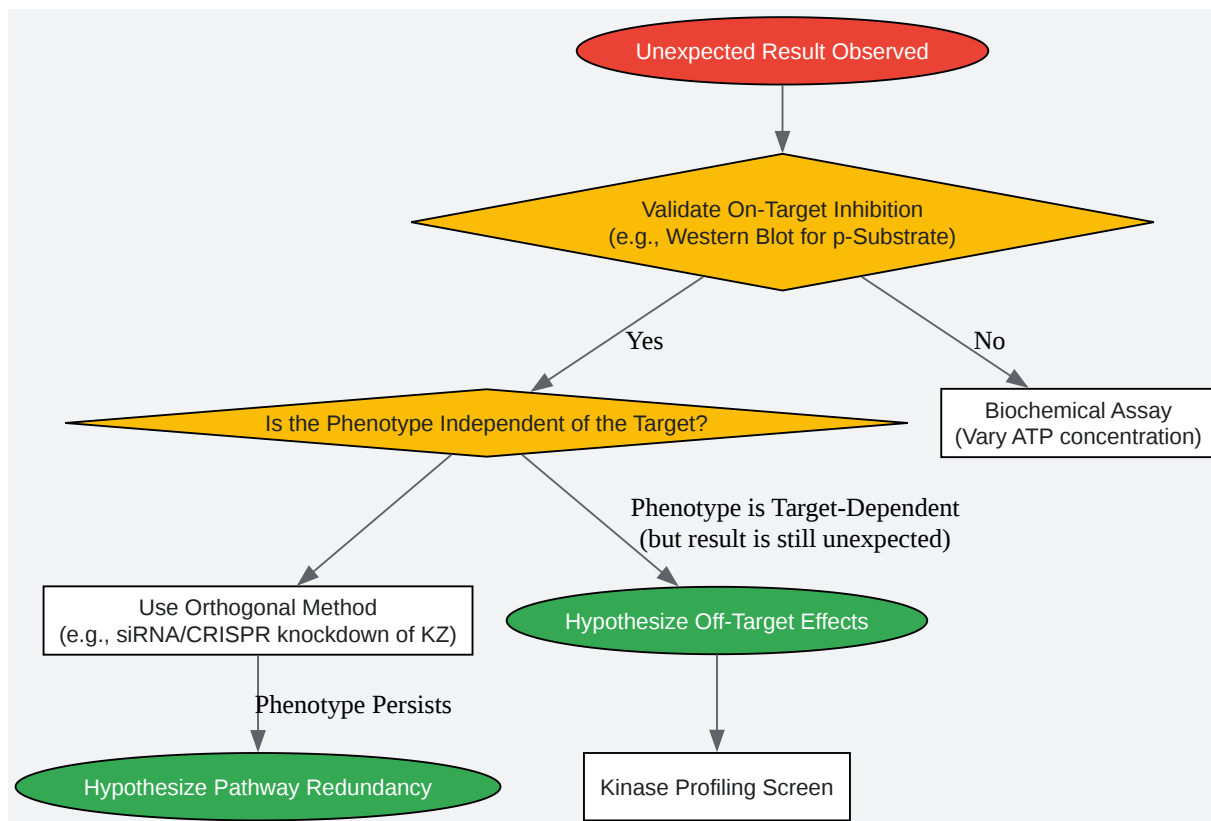 Unexpected Result Observed
Validate On-Target Inhibition
(e.g., Western Blot for p-Substrate)
Yes
No
Is the Phenotype Independent of the Target?
Biochemical Assay
(Vary ATP concentration)
Phenotype is Target-Dependent
(but result is still unexpected)
Use Orthogonal Method
(e.g., siRNA/CRISPR knockdown of KZ)
Hypothesize Off-Target Effects
Phenotype Persists
Hypothesize Pathway Redundancy
Kinase Profiling Screen